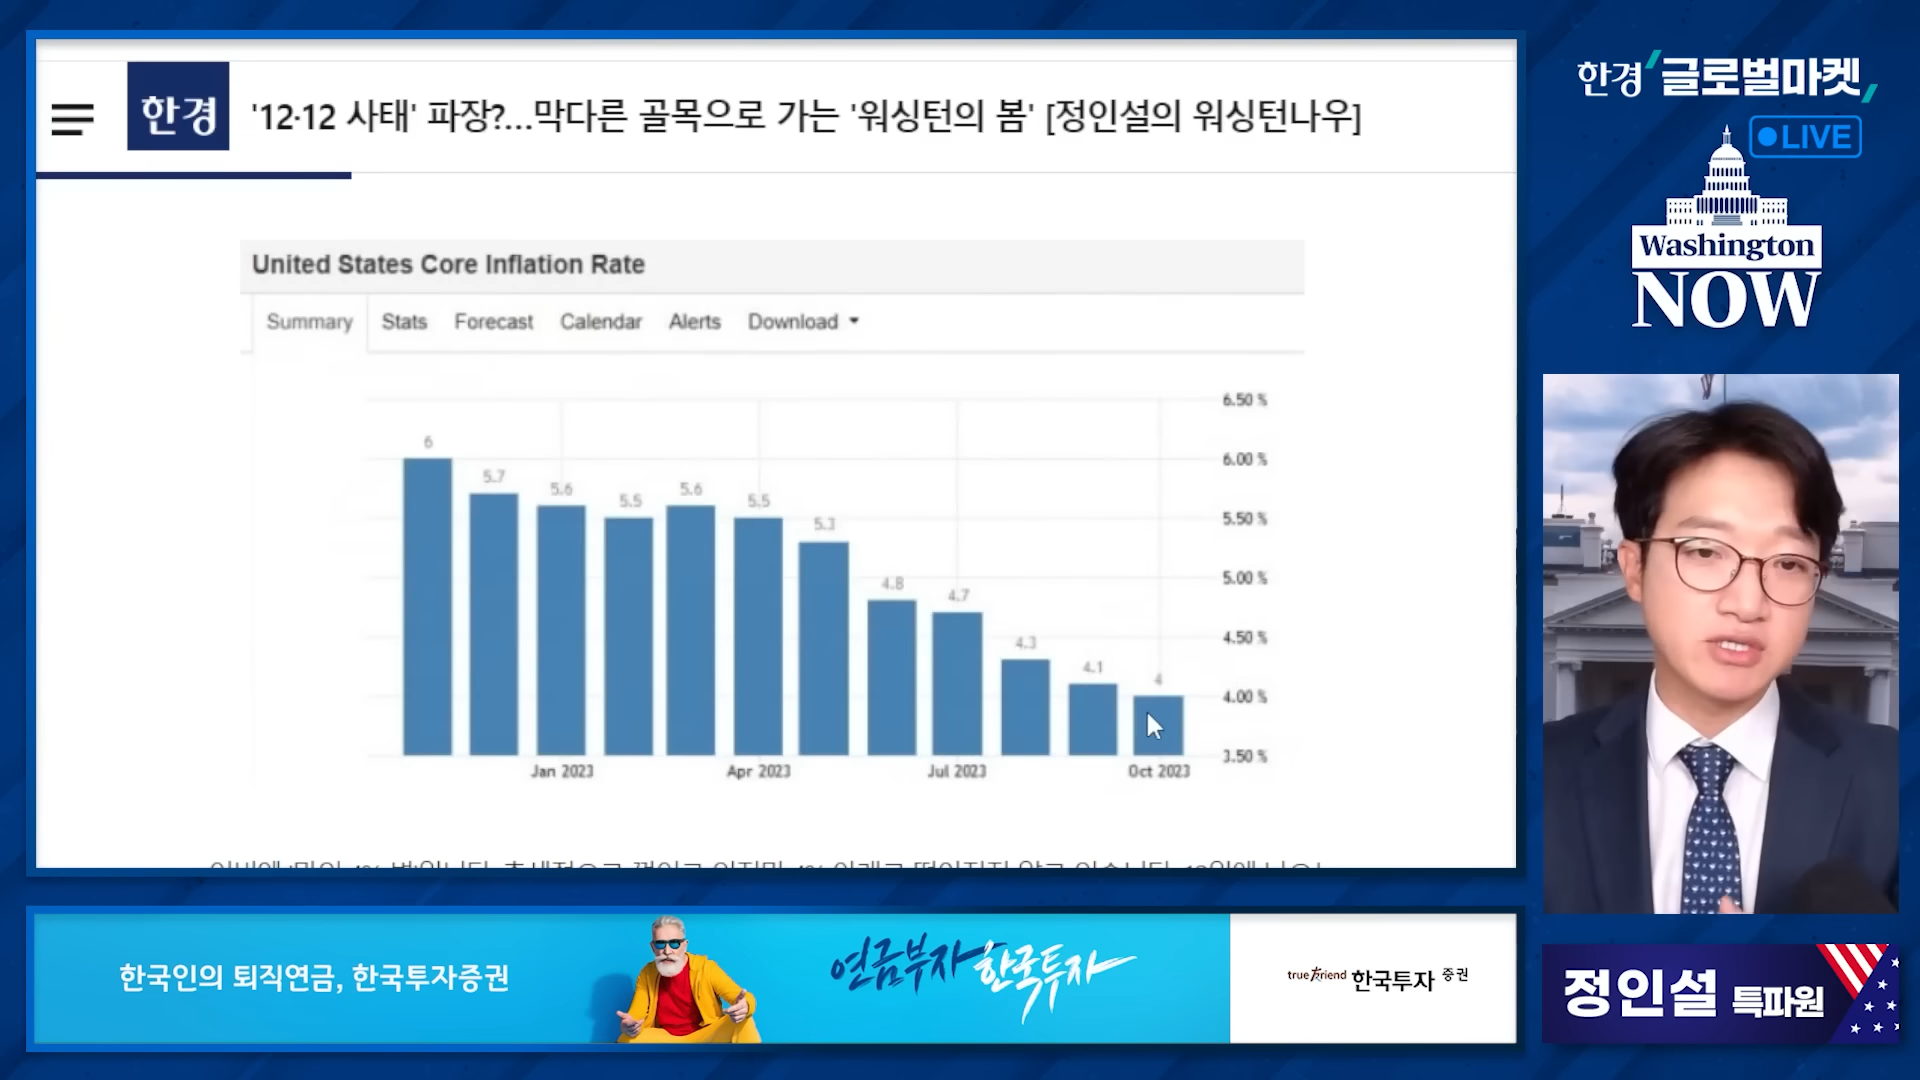 한경
'12·12 사태' 파장?...막다른 골목으로 가는 '워싱턴의 봄' [정인설의 워싱턴나우]
한경 글로벌마켓
LIVE
Washington
NOW
United States Core Inflation Rate
Summary Stats Forecast Calendar Alerts Download
6.50 %
6.00 %
5.50 %
5.00 %
4.50 %
4.00 %
3.50 %
6 5.7 5.6 5.5 5.6 5.5 5.3 4.8 4.7 4.3 4.1 4
Jan 2023 Apr 2023 Jul 2023 Oct 2023
한국인의 퇴직연금, 한국투자증권
연금부자 한국투자
true friend 한국투자 증권
정인설 특파원